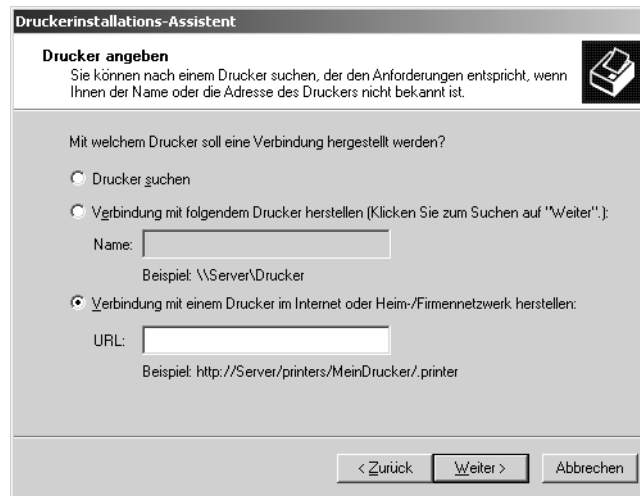 Druckerinstallations-Assistent
Drucker angeben
Sie können nach einem Drucker suchen, der den Anforderungen entspricht, wenn
Ihnen der Name oder die Adresse des Druckers nicht bekannt ist.
Mit welchem Drucker soll eine Verbindung hergestellt werden?
Drucker suchen
Verbindung mit folgendem Drucker herstellen (Klicken Sie zum Suchen auf "Weiter".):
Name:
Beispiel: \\Server\Drucker
Verbindung mit einem Drucker im Internet oder Heim-/Firmennetzwerk herstellen:
URL:
Beispiel: http://Server/printers/MeinDrucker/.printer
< Zurück Weiter > Abbrechen